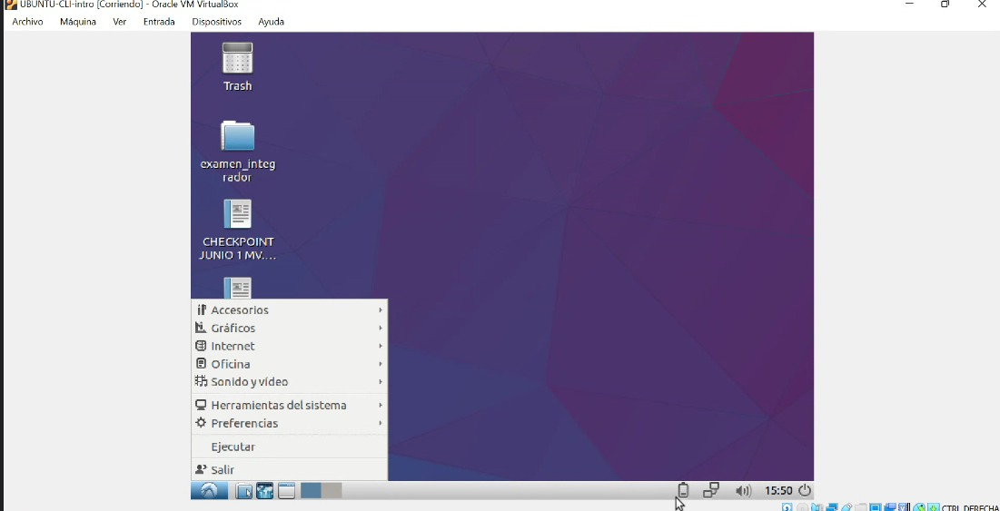 UBUNTU-CLI-intro [Corriendo] - Oracle VM VirtualBox
Archivo Máquina Ver Entrada Dispositivos Ayuda
Trash
examen_integ
rador
CHECKPOINT
JUNIO 1 MV....
Accesorios
Gráficos
Internet
Oficina
Sonido y vídeo
Herramientas del sistema
Preferencias
Ejecutar
Salir
15:50
CTRL DERECHA